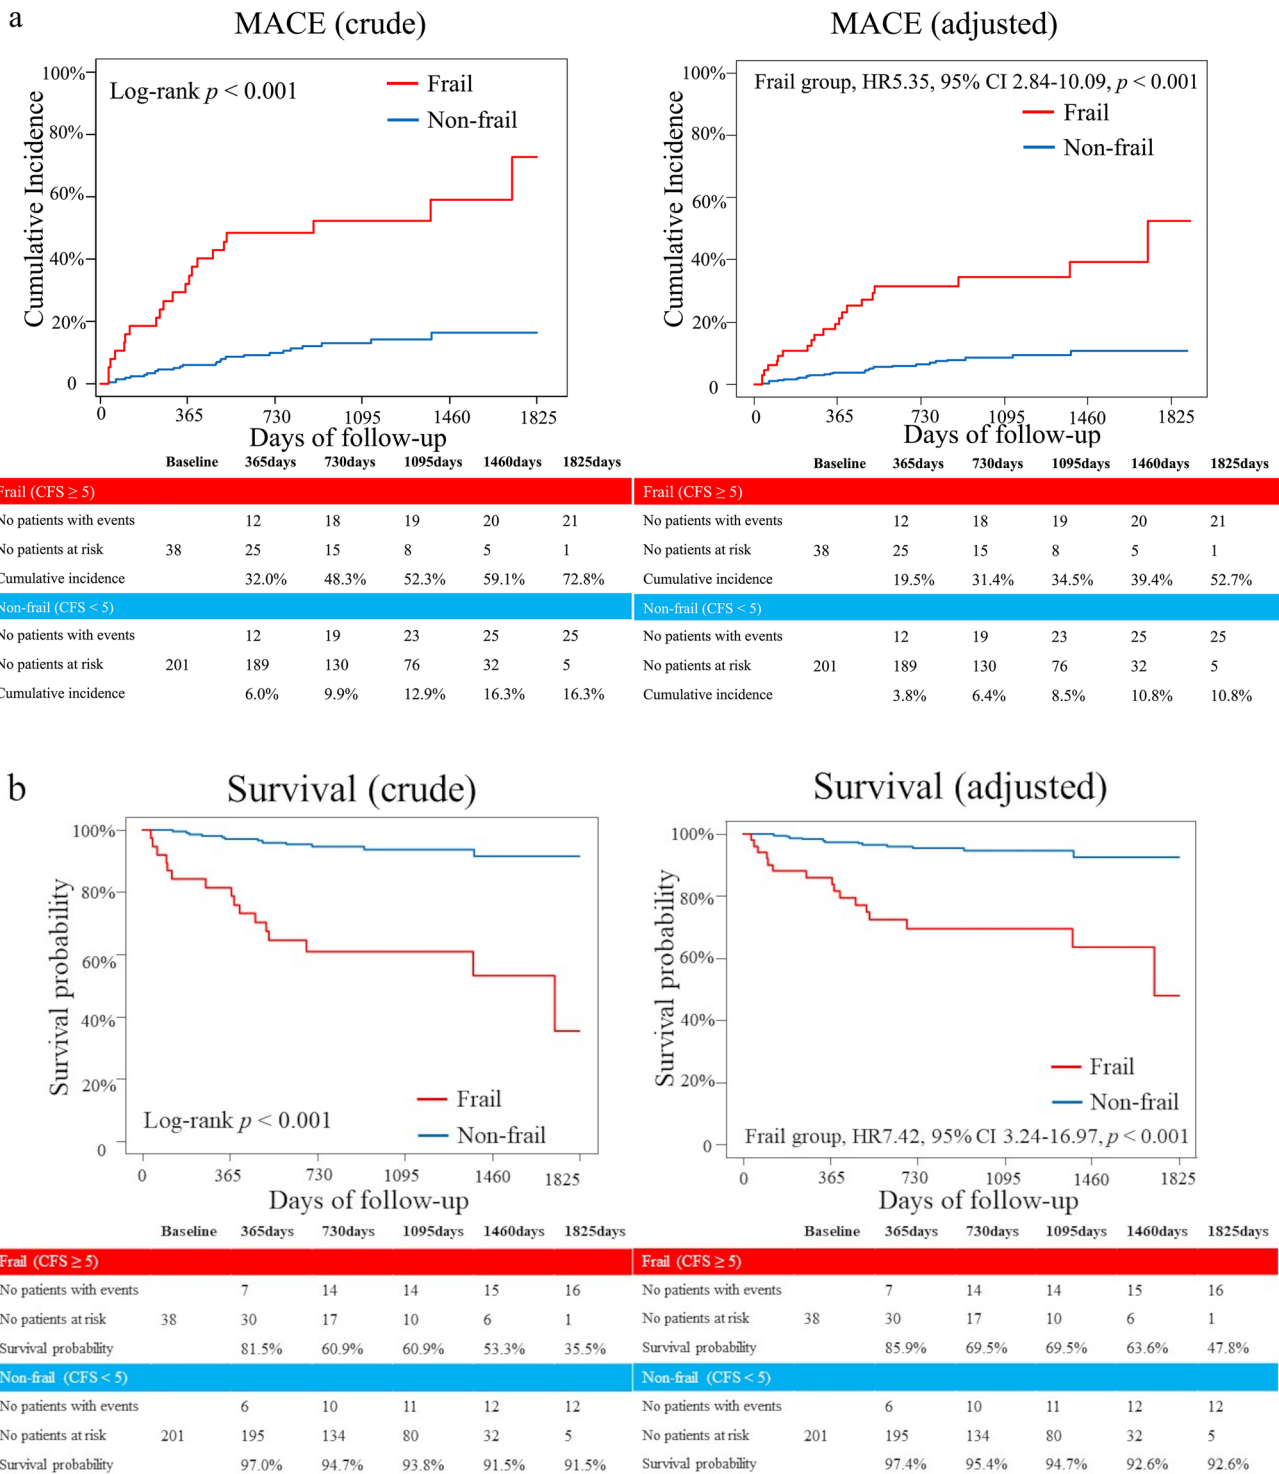 a
MACE (crude)
MACE (adjusted)
Cumulative Incidence
100%
80%
60%
40%
20%
0
Log-rank p < 0.001
Frail
Non-frail
0 365 730 1095 1460 1825
Days of follow-up
Cumulative Incidence
100%
80%
60%
40%
20%
0
Frail group, HR5.35, 95% CI 2.84-10.09, p < 0.001
Frail
Non-frail
0 365 730 1095 1460 1825
Days of follow-up
Baseline 365days 730days 1095days 1460days 1825days
Frail (CFS ≥ 5)
No patients with events 12 18 19 20 21
No patients at risk 38 25 15 8 5 1
Cumulative incidence 32.0% 48.3% 52.3% 59.1% 72.8%
Non-frail (CFS < 5)
No patients with events 12 19 23 25 25
No patients at risk 201 189 130 76 32 5
Cumulative incidence 6.0% 9.9% 12.9% 16.3% 16.3%
Baseline 365days 730days 1095days 1460days 1825days
Frail (CFS ≥ 5)
No patients with events 12 18 19 20 21
No patients at risk 38 25 15 8 5 1
Cumulative incidence 19.5% 31.4% 34.5% 39.4% 52.7%
Non-frail (CFS < 5)
No patients with events 12 19 23 25 25
No patients at risk 201 189 130 76 32 5
Cumulative incidence 3.8% 6.4% 8.5% 10.8% 10.8%
b
Survival (crude)
Survival (adjusted)
Survival probability
100%
80%
60%
40%
20%
0
Frail
Non-frail
Log-rank p < 0.001
0 365 730 1095 1460 1825
Days of follow-up
Survival probability
100%
80%
60%
40%
20%
0
Frail
Non-frail
Frail group, HR7.42, 95% CI 3.24-16.97, p < 0.001
0 365 730 1095 1460 1825
Days of follow-up
Baseline 365days 730days 1095days 1460days 1825days
Frail (CFS ≥ 5)
No patients with events 7 14 14 15 16
No patients at risk 38 30 17 10 6 1
Survival probability 81.5% 60.9% 60.9% 53.3% 35.5%
Non-frail (CFS < 5)
No patients with events 6 10 11 12 12
No patients at risk 201 195 134 80 32 5
Survival probability 97.0% 94.7% 93.8% 91.5% 91.5%
Baseline 365days 730days 1095days 1460days 1825days
Frail (CFS ≥ 5)
No patients with events 7 14 14 15 16
No patients at risk 38 30 17 10 6 1
Survival probability 85.9% 69.5% 69.5% 63.6% 47.8%
Non-frail (CFS < 5)
No patients with events 6 10 11 12 12
No patients at risk 201 195 134 80 32 5
Survival probability 97.4% 95.4% 94.7% 92.6% 92.6%